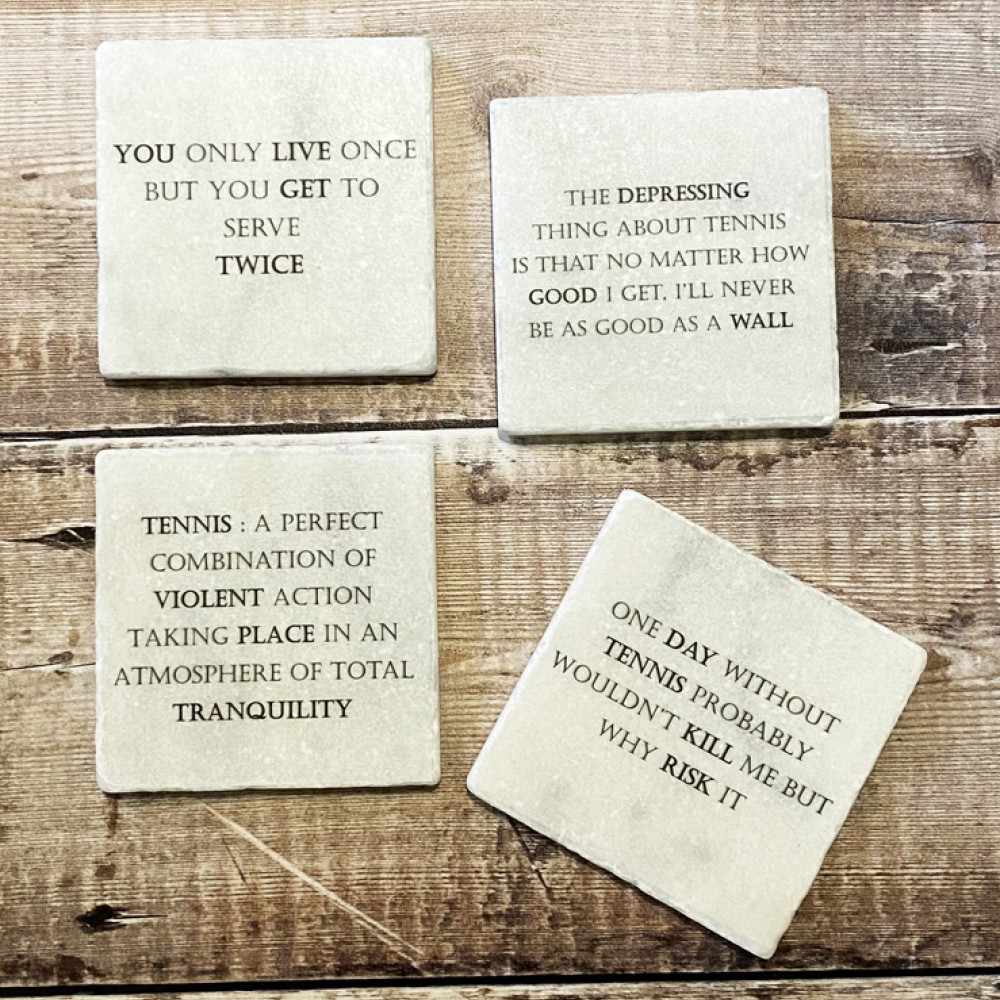 YOU ONLY LIVE ONCE
BUT YOU GET TO
SERVE
TWICE
THE DEPRESSING
THING ABOUT TENNIS
IS THAT NO MATTER HOW
GOOD I GET, I'LL NEVER
BE AS GOOD AS A WALL
TENNIS : A PERFECT
COMBINATION OF
VIOLENT ACTION
TAKING PLACE IN AN
ATMOSPHERE OF TOTAL
TRANQUILITY
ONE DAY WITHOUT
TENNIS PROBABLY
WOULDN'T KILL ME BUT
WHY RISK IT